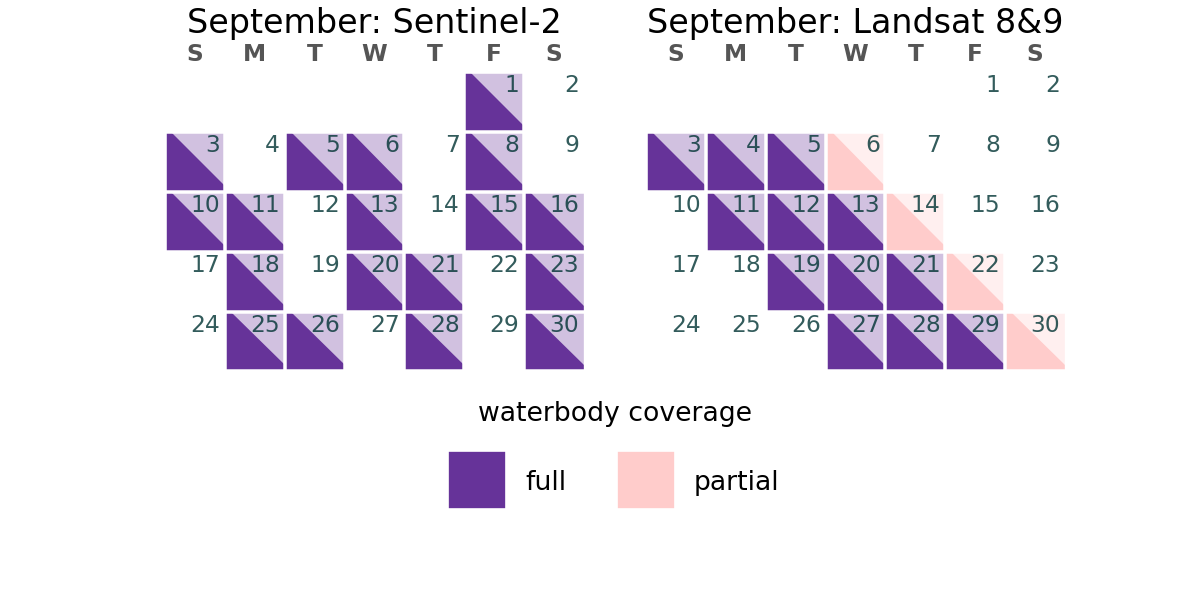 September: Sentinel-2
S M T W T F S
1 2
3 4 5 6 7 8 9
10 11 12 13 14 15 16
17 18 19 20 21 22 23
24 25 26 27 28 29 30
September: Landsat 8&9
S M T W T F S
1 2
3 4 5 6 7 8 9
10 11 12 13 14 15 16
17 18 19 20 21 22 23
24 25 26 27 28 29 30
waterbody coverage
full
partial